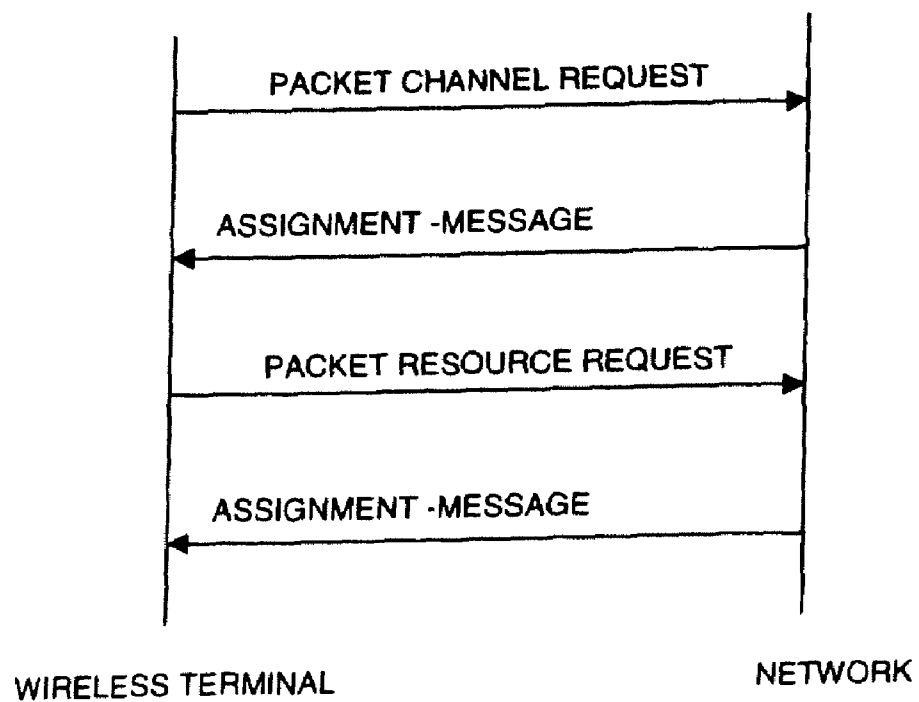 PACKET CHANNEL REQUEST
ASSIGNMENT -MESSAGE
PACKET RESOURCE REQUEST
ASSIGNMENT -MESSAGE
WIRELESS TERMINAL
NETWORK